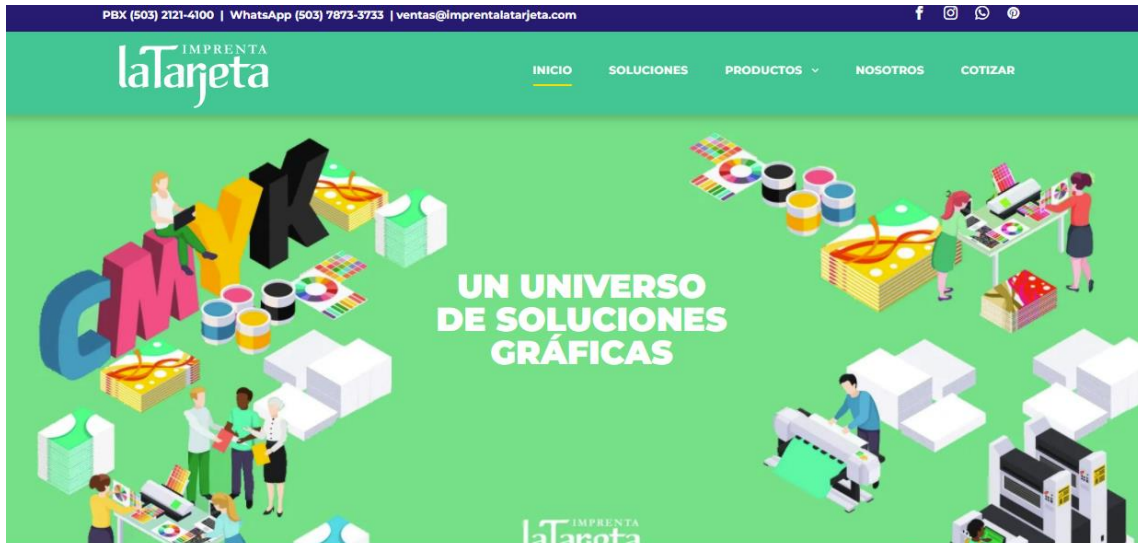 PBX (503) 2121-4100 | WhatsApp (503) 7873-3733 | ventas@imprentalatarjeta.com
IMPRENTA
laTarjeta
INICIO SOLUCIONES PRODUCTOS NOSOTROS COTIZAR
CMYK
UN UNIVERSO
DE SOLUCIONES
GRÁFICAS
IMPRENTA
laTarjeta